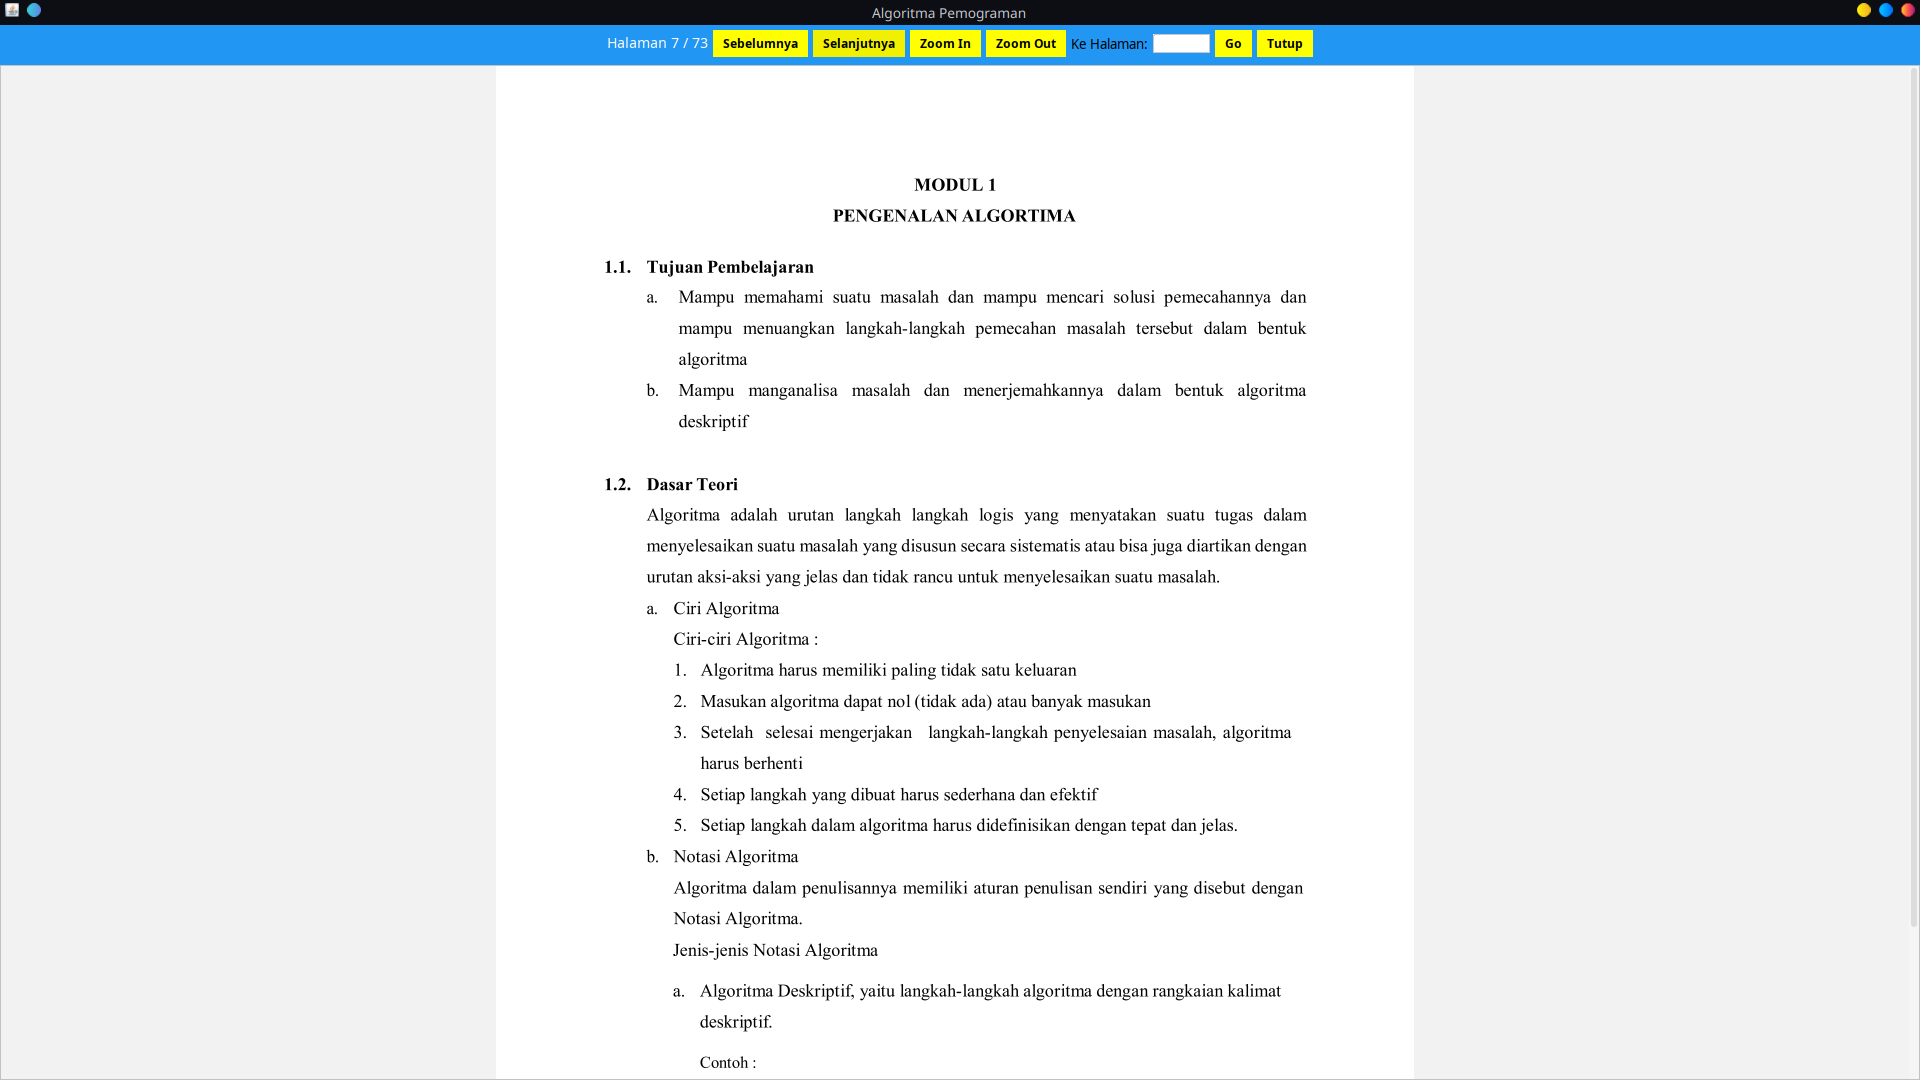 Algoritma Pemograman
Halaman 7 / 73 Sebelumnya Selanjutnya Zoom In Zoom Out Ke Halaman: Go Tutup
MODUL 1
PENGENALAN ALGORTIMA
1.1. Tujuan Pembelajaran
a. Mampu memahami suatu masalah dan mampu mencari solusi pemecahannya dan
mampu menuangkan langkah-langkah pemecahan masalah tersebut dalam bentuk
algoritma
b. Mampu manganalisa masalah dan menerjemahkannya dalam bentuk algoritma
deskriptif
1.2. Dasar Teori
Algoritma adalah urutan langkah langkah logis yang menyatakan suatu tugas dalam
menyelesaikan suatu masalah yang disusun secara sistematis atau bisa juga diartikan dengan
urutan aksi-aksi yang jelas dan tidak rancu untuk menyelesaikan suatu masalah.
a. Ciri Algoritma
Ciri-ciri Algoritma :
1. Algoritma harus memiliki paling tidak satu keluaran
2. Masukan algoritma dapat nol (tidak ada) atau banyak masukan
3. Setelah selesai mengerjakan langkah-langkah penyelesaian masalah, algoritma
harus berhenti
4. Setiap langkah yang dibuat harus sederhana dan efektif
5. Setiap langkah dalam algoritma harus didefinisikan dengan tepat dan jelas.
b. Notasi Algoritma
Algoritma dalam penulisannya memiliki aturan penulisan sendiri yang disebut dengan
Notasi Algoritma.
Jenis-jenis Notasi Algoritma
a. Algoritma Deskriptif, yaitu langkah-langkah algoritma dengan rangkaian kalimat
deskriptif.
Contoh :